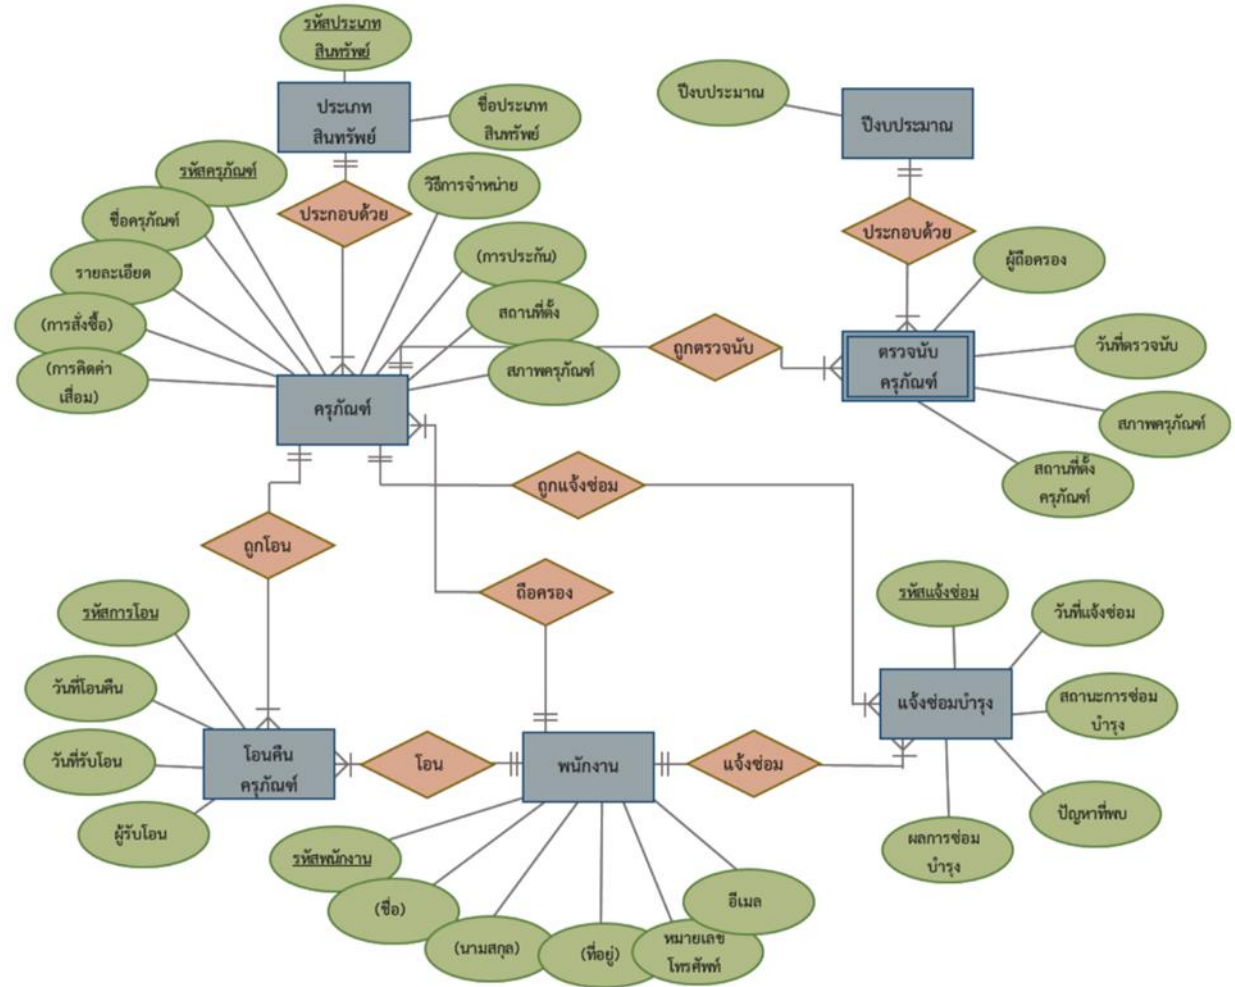 รหัสประเภท
สินทรัพย์
ประเภท
สินทรัพย์
ชื่อประเภท
สินทรัพย์
ปีงบประมาณ
ปีงบประมาณ
รหัสครุภัณฑ์
วิธีการจำหน่าย
ประกอบด้วย
ชื่อครุภัณฑ์
ประกอบด้วย
(การประกัน)
ผู้ถือครอง
รายละเอียด
สถานที่ตั้ง
(การสั่งซื้อ)
ถูกตรวจนับ
ตรวจนับ
ครุภัณฑ์
วันที่ตรวจนับ
(การคิดค่า
เสื่อม)
สภาพครุภัณฑ์
ครุภัณฑ์
สภาพครุภัณฑ์
สถานที่ตั้ง
ครุภัณฑ์
ถูกแจ้งซ่อม
ถูกโอน
ถือครอง
รหัสการโอน
รหัสแจ้งซ่อม
วันที่แจ้งซ่อม
วันที่โอนคืน
แจ้งซ่อมบำรุง
สถานะการซ่อม
บำรุง
วันที่รับโอน
โอนคืน
ครุภัณฑ์
โอน
พนักงาน
แจ้งซ่อม
ผู้รับโอน
ปัญหาที่พบ
ผลการซ่อม
บำรุง
รหัสพนักงาน
(ชื่อ)
อีเมล
(นามสกุล)
(ที่อยู่)
หมายเลข
โทรศัพท์